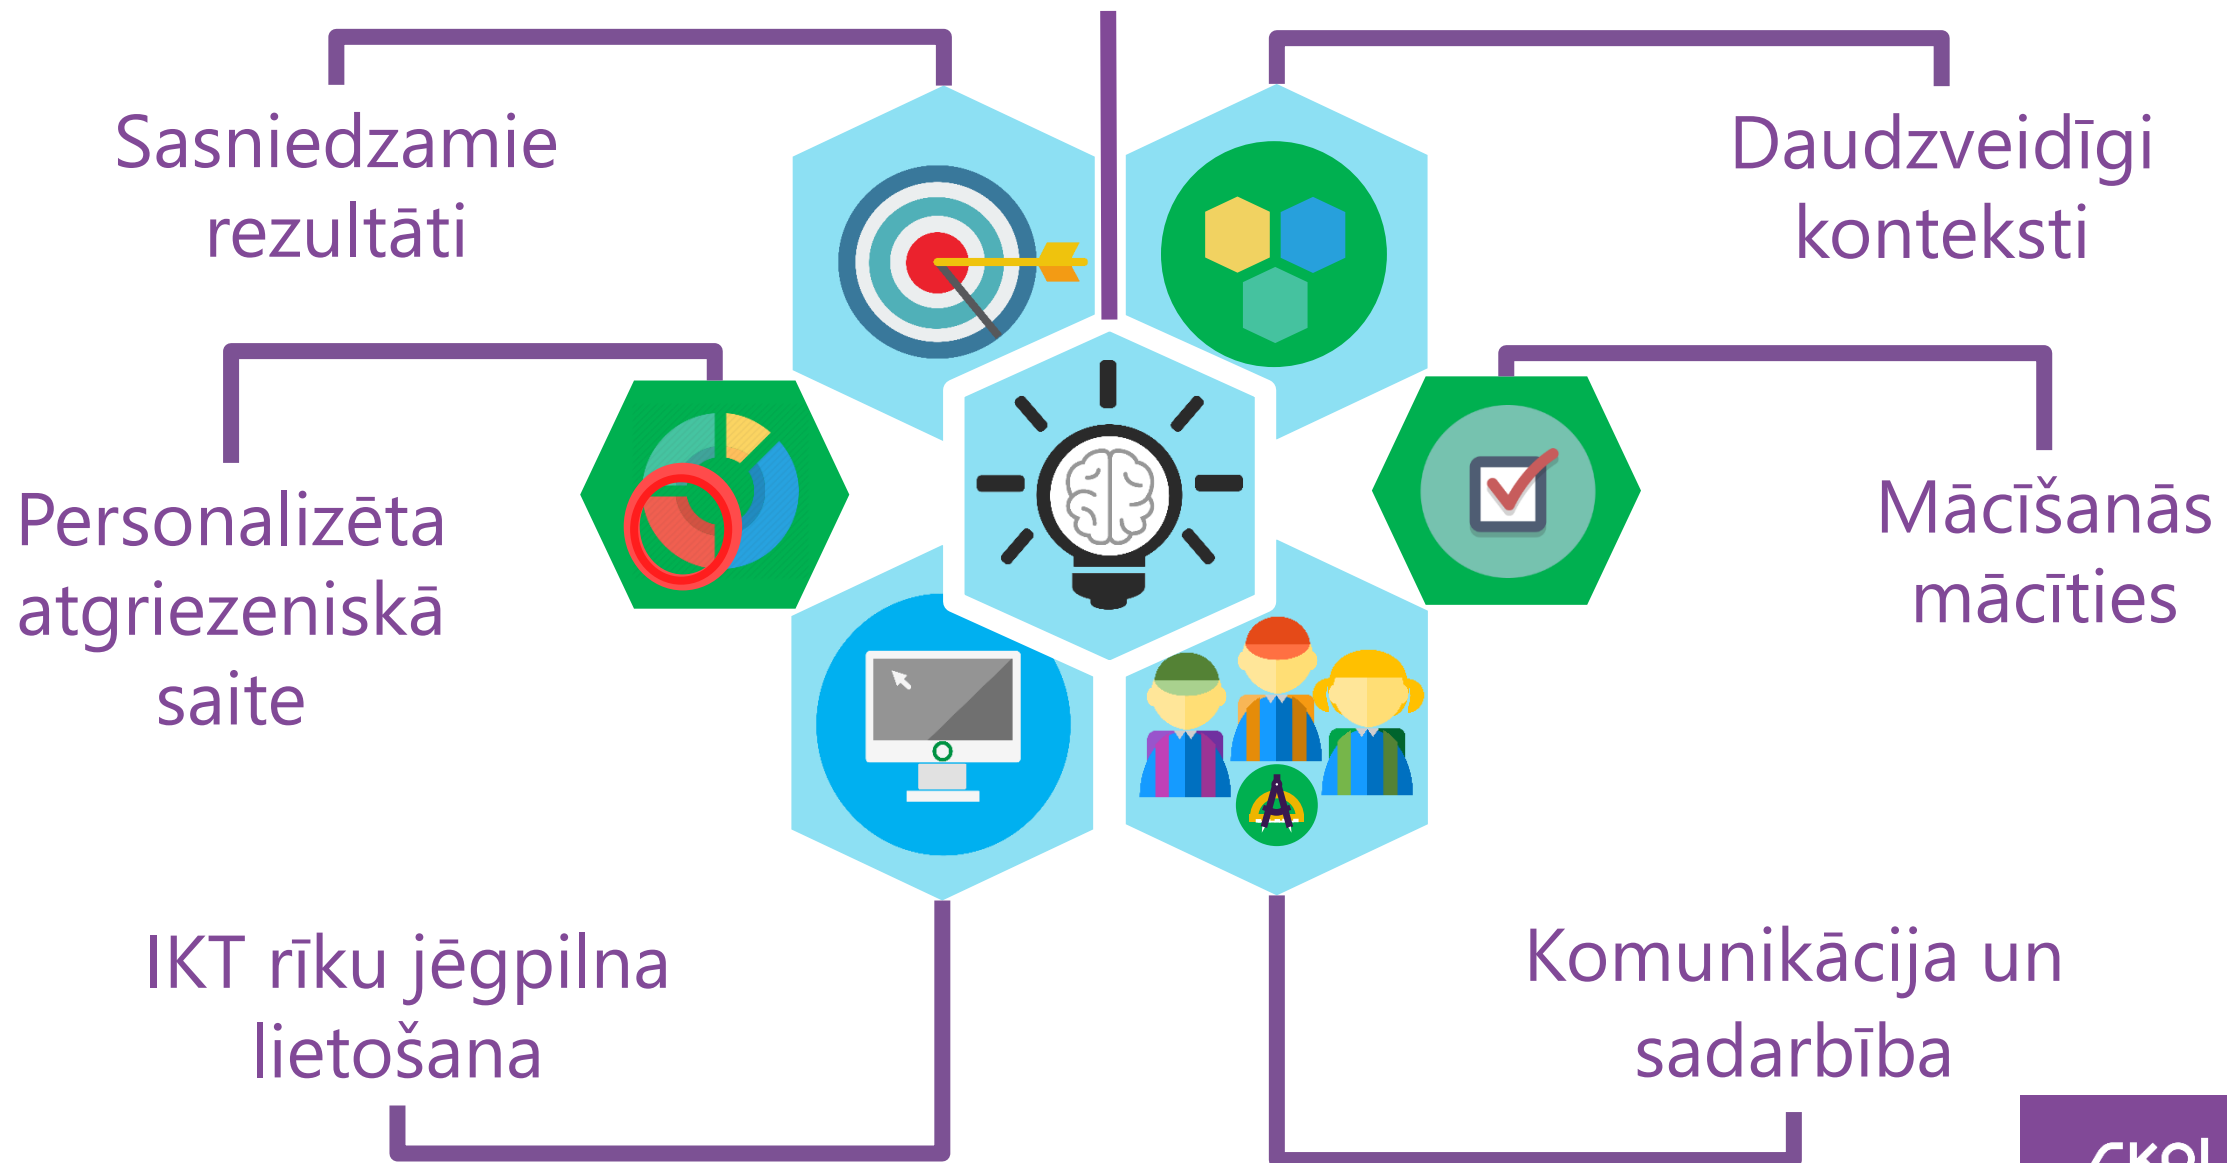 Sasniedzamie
rezultāti
Daudzveidīgi
konteksti
Personalizēta
atgriezeniskā
saite
Mācīšanās
mācīties
IKT rīku jēgpilna
lietošana
Komunikācija un
sadarbība